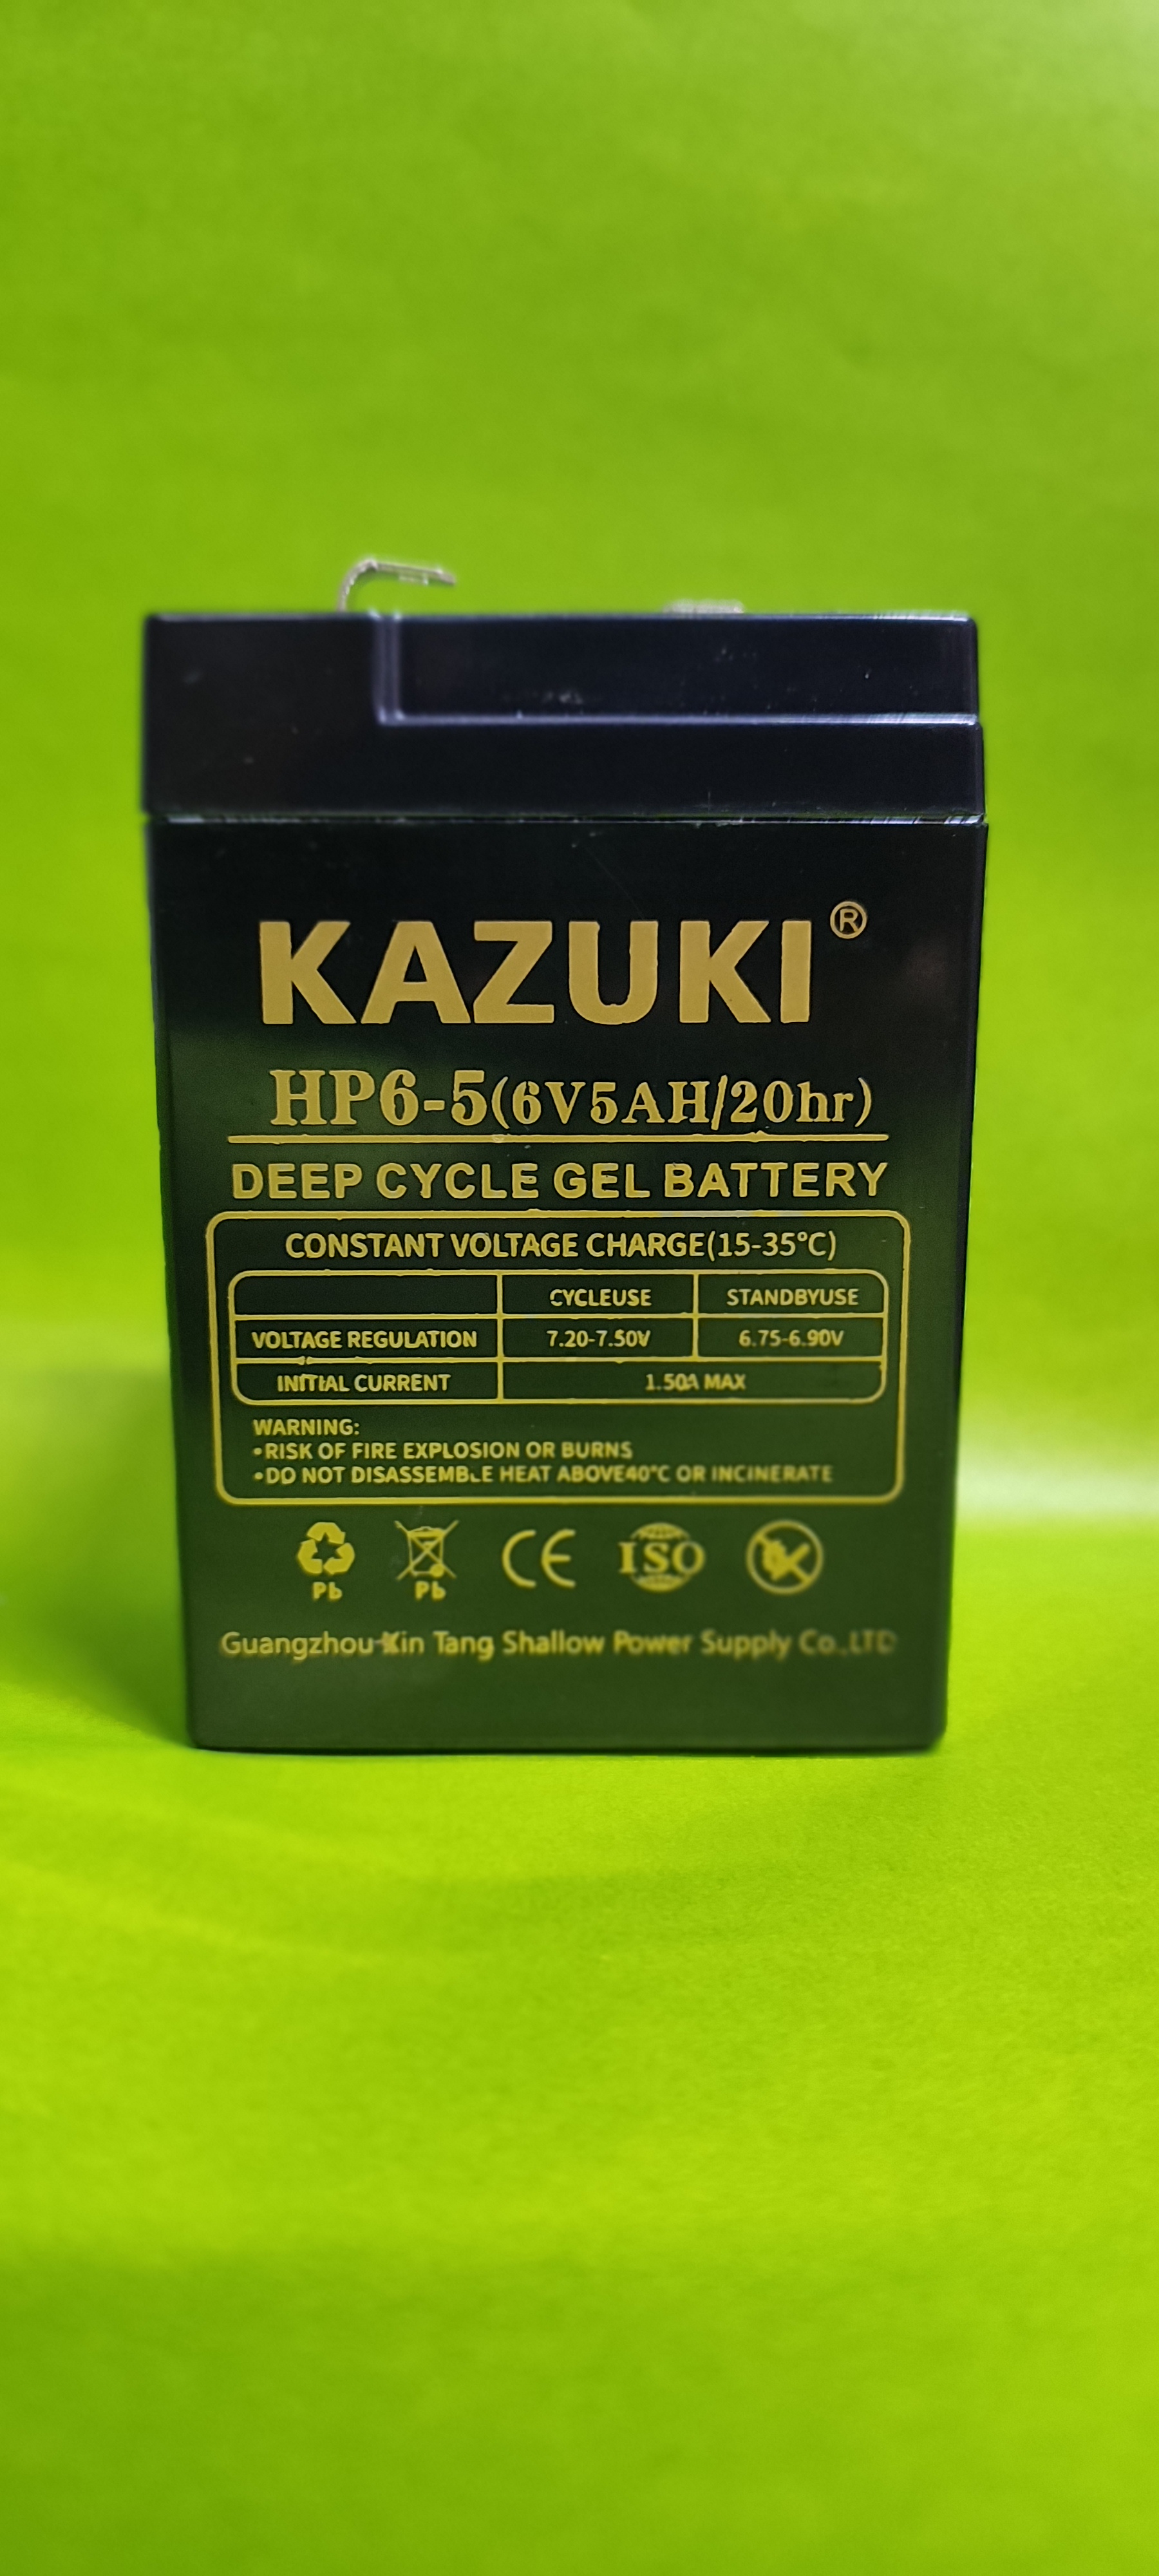 KAZUKI®
HP6-5(6V5AH/20hr)
DEEP CYCLE GEL BATTERY
CONSTANT VOLTAGE CHARGE(15-35°C)
CYCLEUSE STANDBYUSE
VOLTAGE REGULATION 7.20-7.50V 6.75-6.90V
INITIAL CURRENT 1.50A MAX
WARNING:
•RISK OF FIRE EXPLOSION OR BURNS
•DO NOT DISASSEMBLE HEAT ABOVE40°C OR INCINERATE
CE ISO
Pb Pb
Guangzhou Xin Tang Shallow Power Supply Co.,LTD